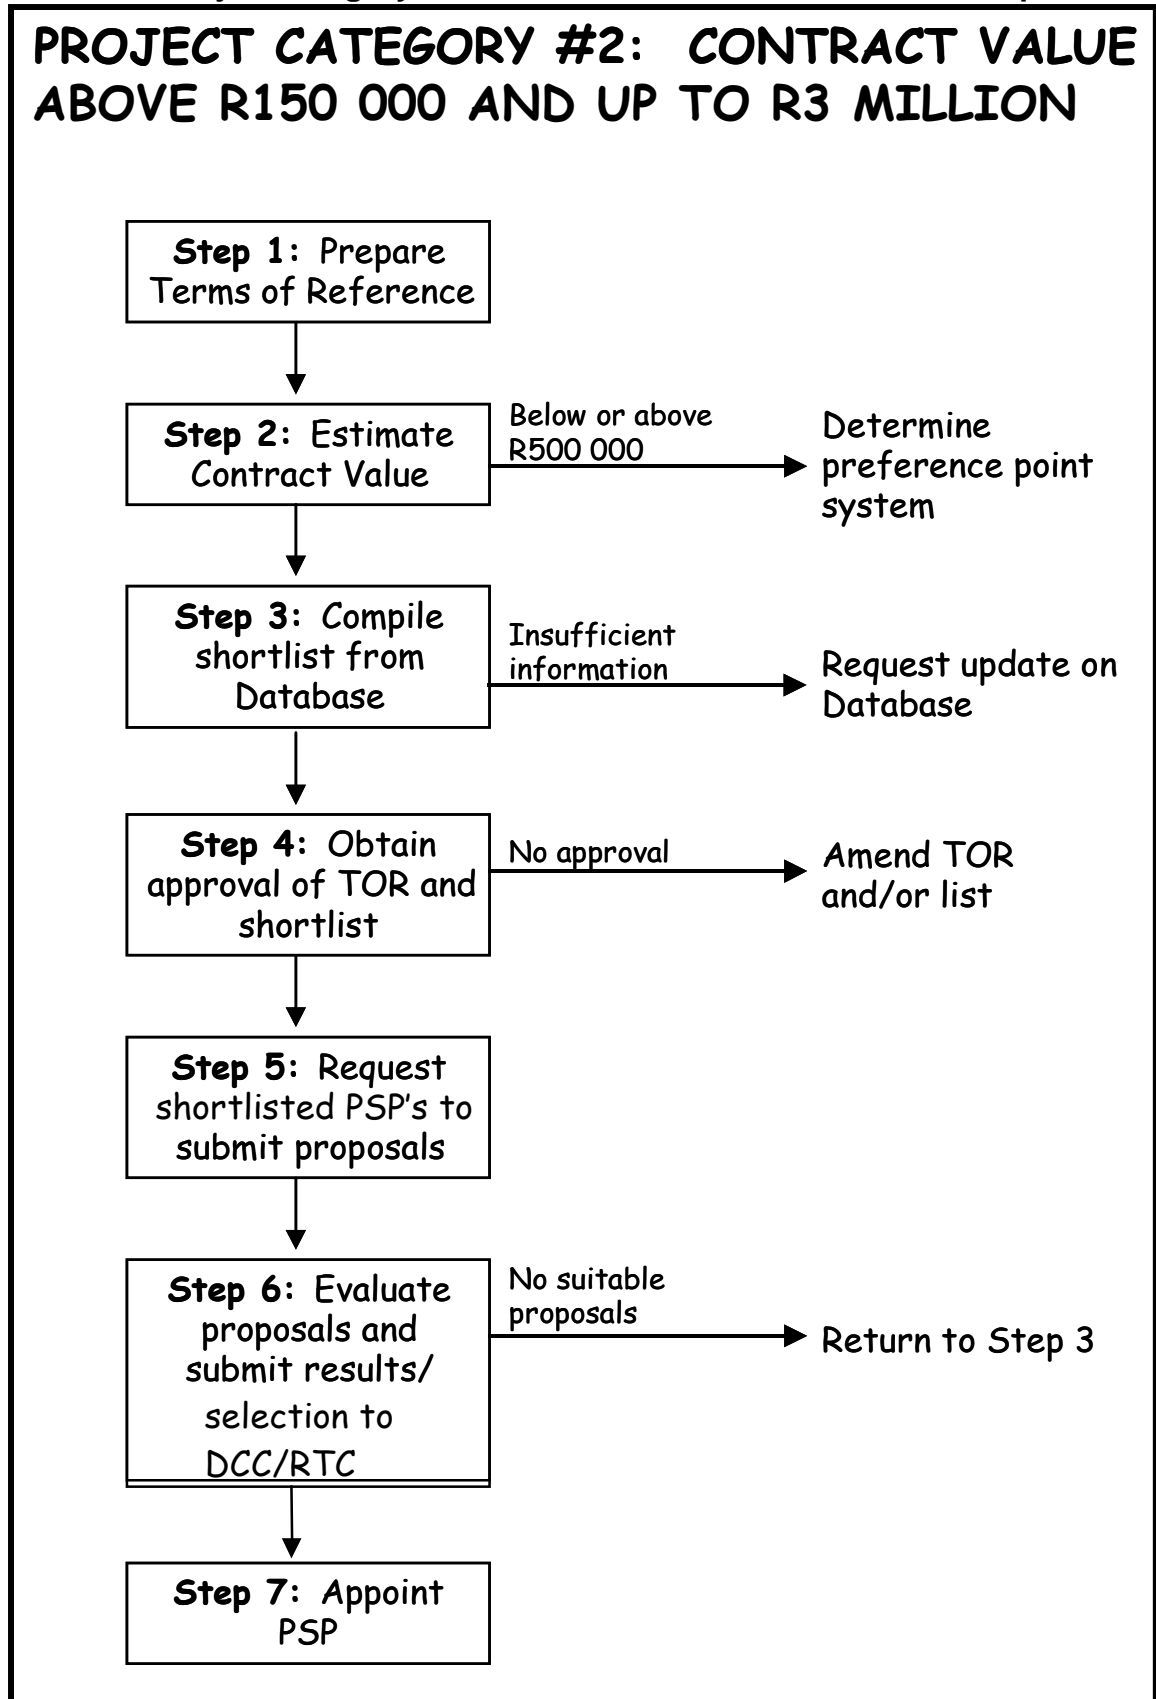 PROJECT CATEGORY #2: CONTRACT VALUE
ABOVE R150 000 AND UP TO R3 MILLION
Step 1: Prepare
Terms of Reference
Step 2: Estimate
Contract Value
Below or above
R500 000
Determine
preference point
system
Step 3: Compile
shortlist from
Database
Insufficient
information
Request update on
Database
Step 4: Obtain
approval of TOR and
shortlist
No approval
Amend TOR
and/or list
Step 5: Request
shortlisted PSP's to
submit proposals
Step 6: Evaluate
proposals and
submit results/
selection to
DCC/RTC
No suitable
proposals
Return to Step 3
Step 7: Appoint
PSP